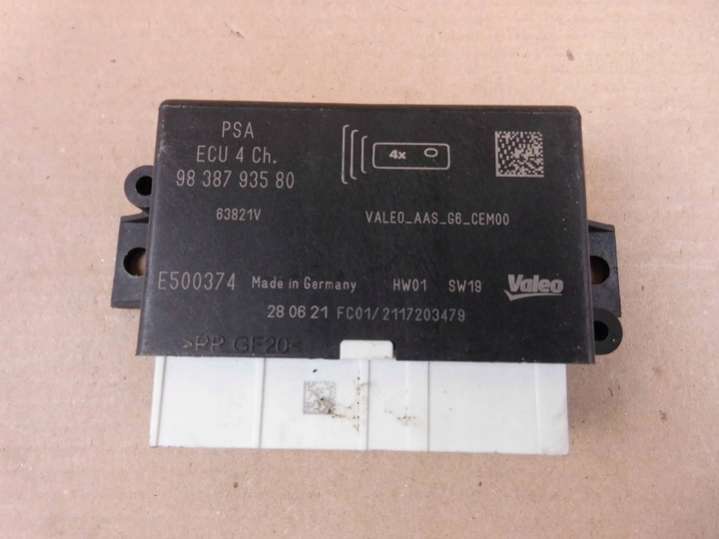 PSA
ECU 4 Ch.
98 387 935 80
4x
63821V
VALEO_AAS_G6_CEM00
E500374 Made in Germany HW01 SW19 Valeo
28 06 21 FC01/2117203479
>PP GF20<